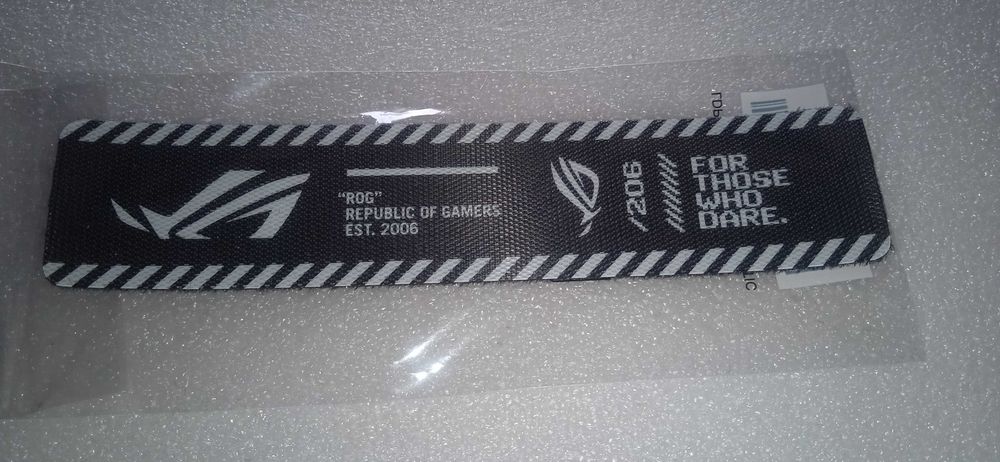 “ROG”
REPUBLIC OF GAMERS
EST. 2006
/206
FOR
THOSE
WHO
DARE.